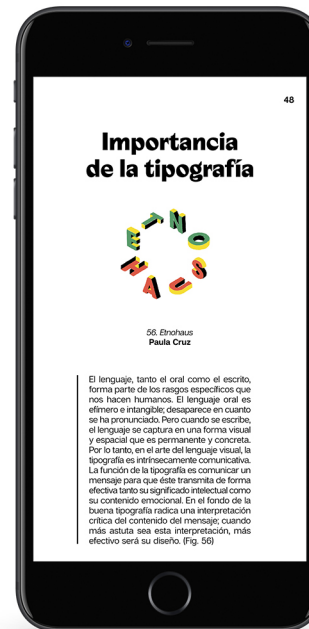 48
Importancia
de la tipografía
ETNOHAUS
56. Etnohaus
Paula Cruz
El lenguaje, tanto el oral como el escrito,
forma parte de los rasgos específicos que
nos hacen humanos. El lenguaje oral es
efímero e intangible; desaparece en cuanto
se ha pronunciado. Pero cuando se escribe,
el lenguaje se captura en una forma visual
y espacial que es permanente y concreta.
Por lo tanto, en el arte del lenguaje visual, la
tipografía es intrínsecamente comunicativa.
La función de la tipografía es comunicar un
mensaje para que éste transmita de forma
efectiva tanto su significado intelectual como
su contenido emocional. En el fondo de la
buena tipografía radica una interpretación
crítica del contenido del mensaje; cuando
más astuta sea esta interpretación, más
efectivo será su diseño. (Fig. 56)